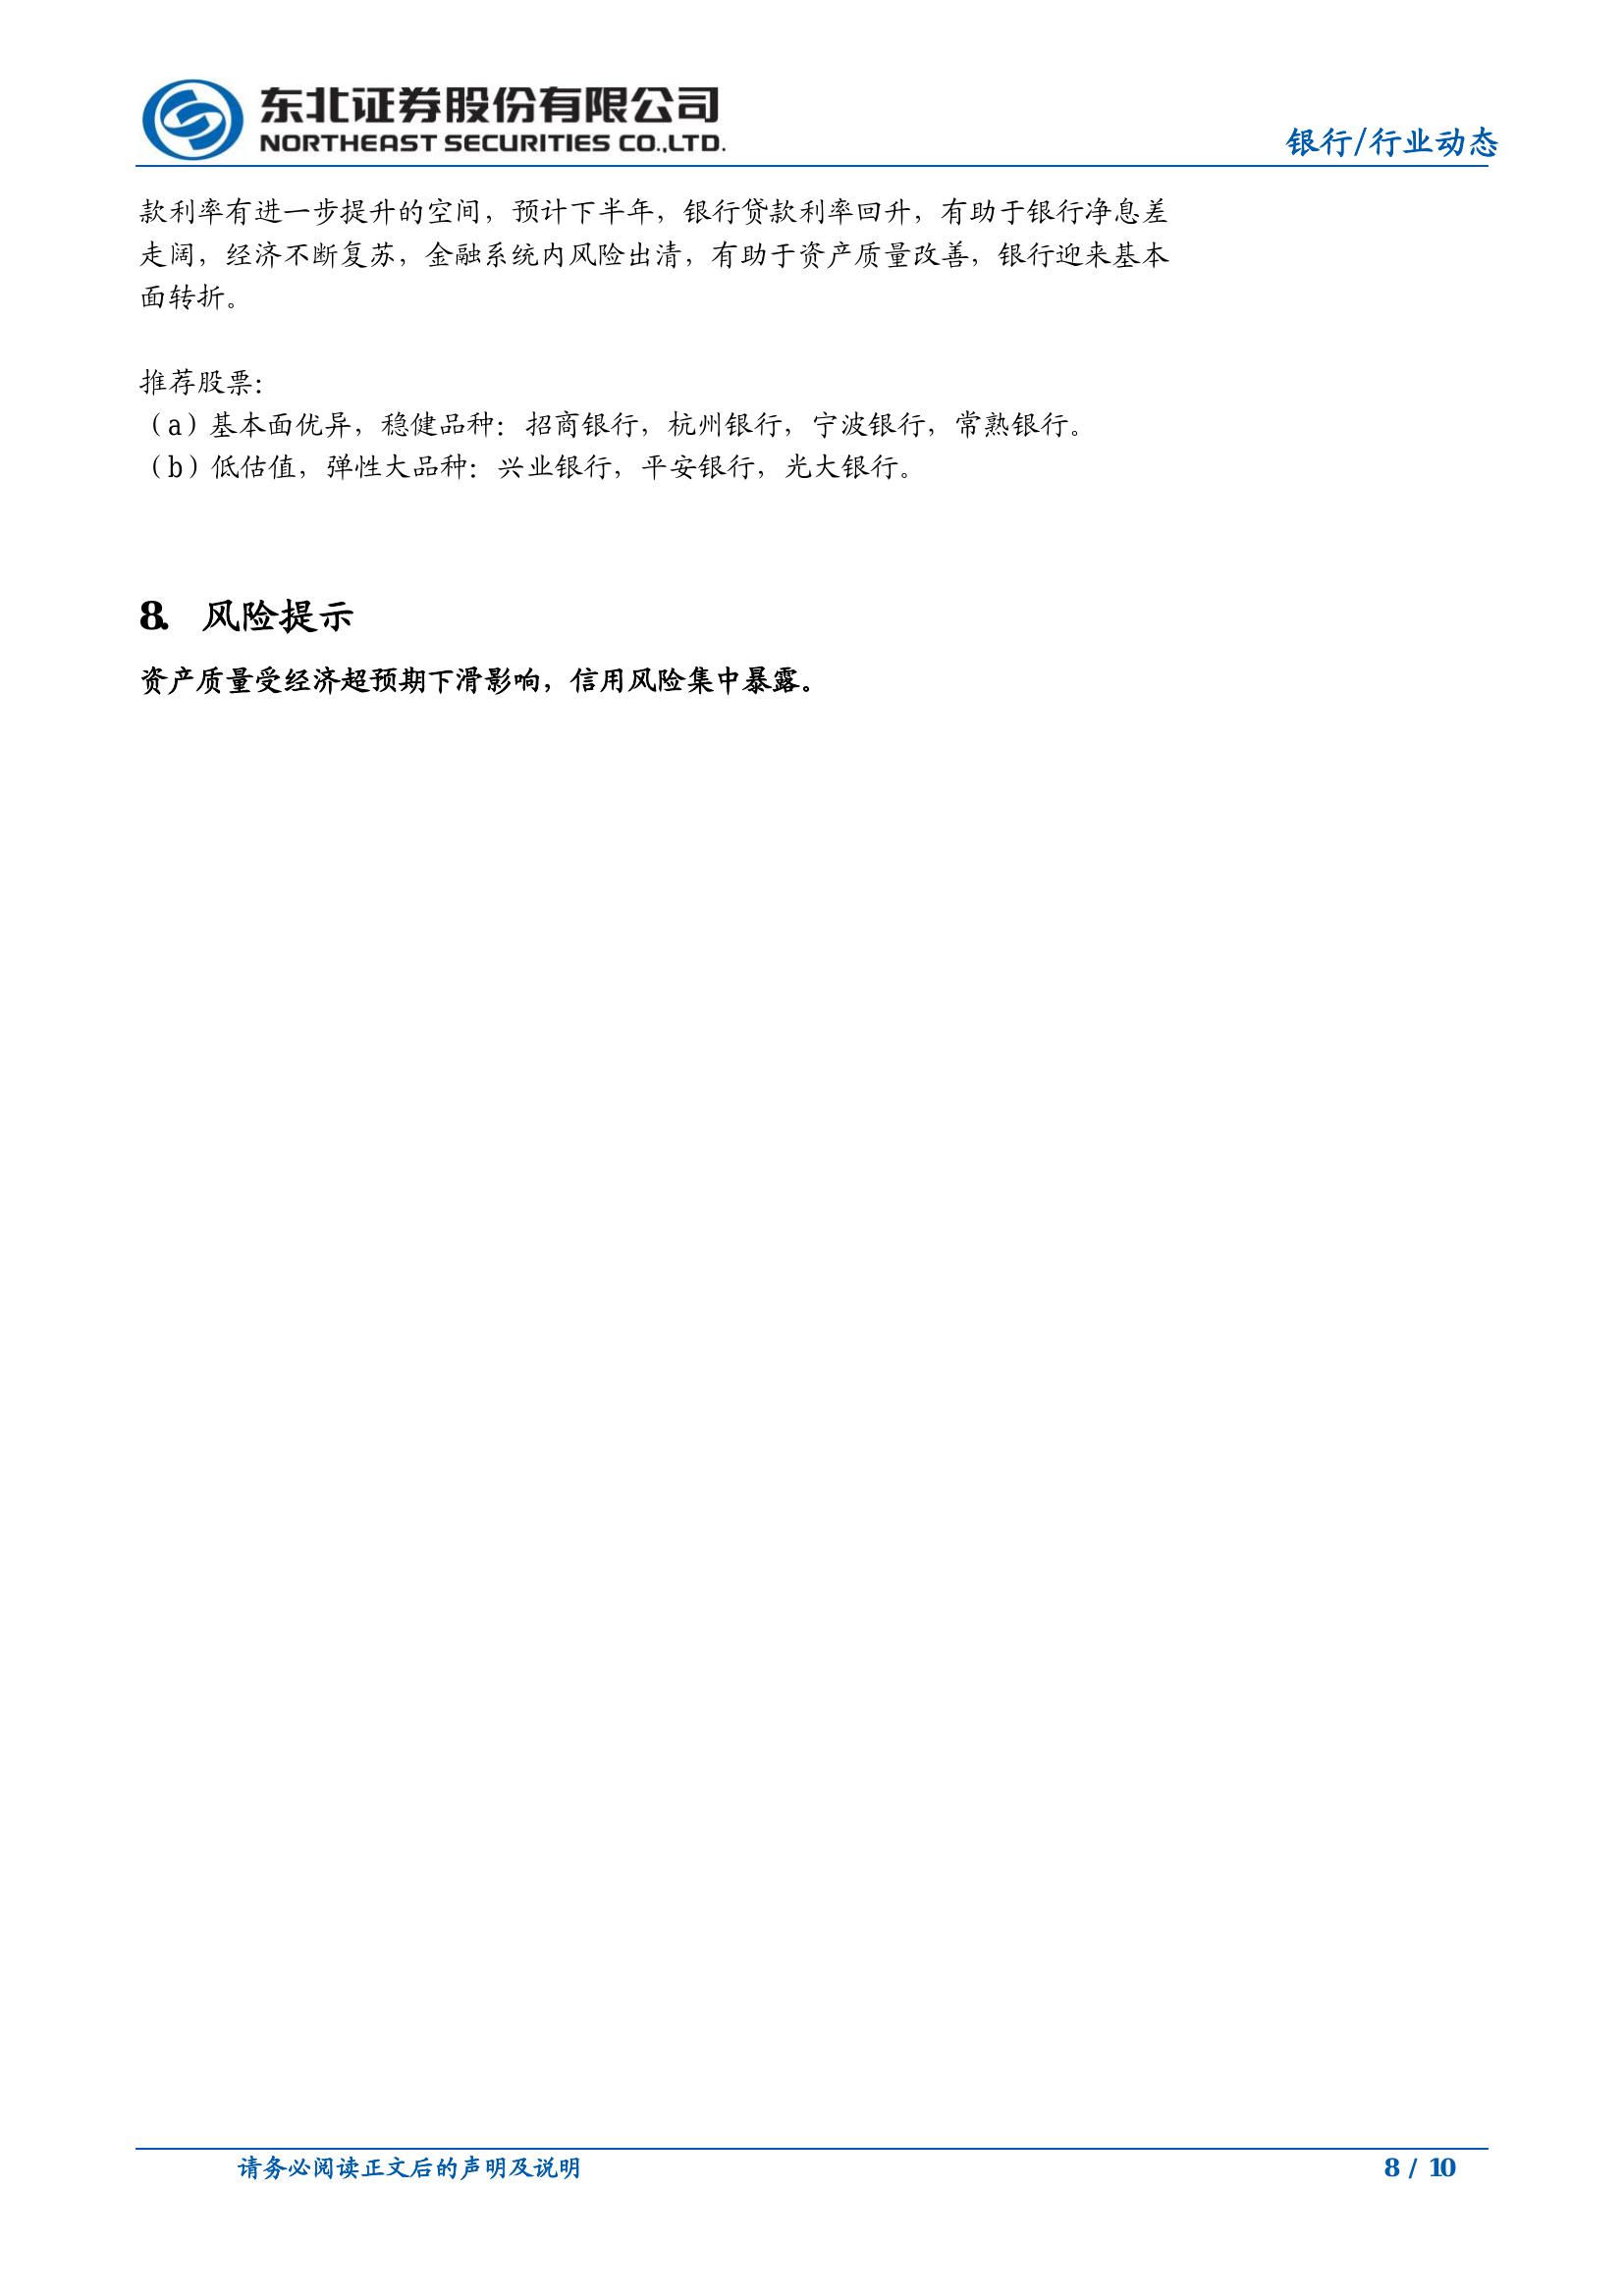 东北证券股份有限公司
NORTHEAST SECURITIES CO.,LTD.
银行/行业动态
款利率有进一步提升的空间，预计下半年，银行贷款利率回升，有助于银行净息差
走阔，经济不断复苏，金融系统内风险出清，有助于资产质量改善，银行迎来基本
面转折。
推荐股票：
（a）基本面优异，稳健品种：招商银行，杭州银行，宁波银行，常熟银行。
（b）低估值，弹性大品种：兴业银行，平安银行，光大银行。
8. 风险提示
资产质量受经济超预期下滑影响，信用风险集中暴露。
请务必阅读正文后的声明及说明
8 / 10